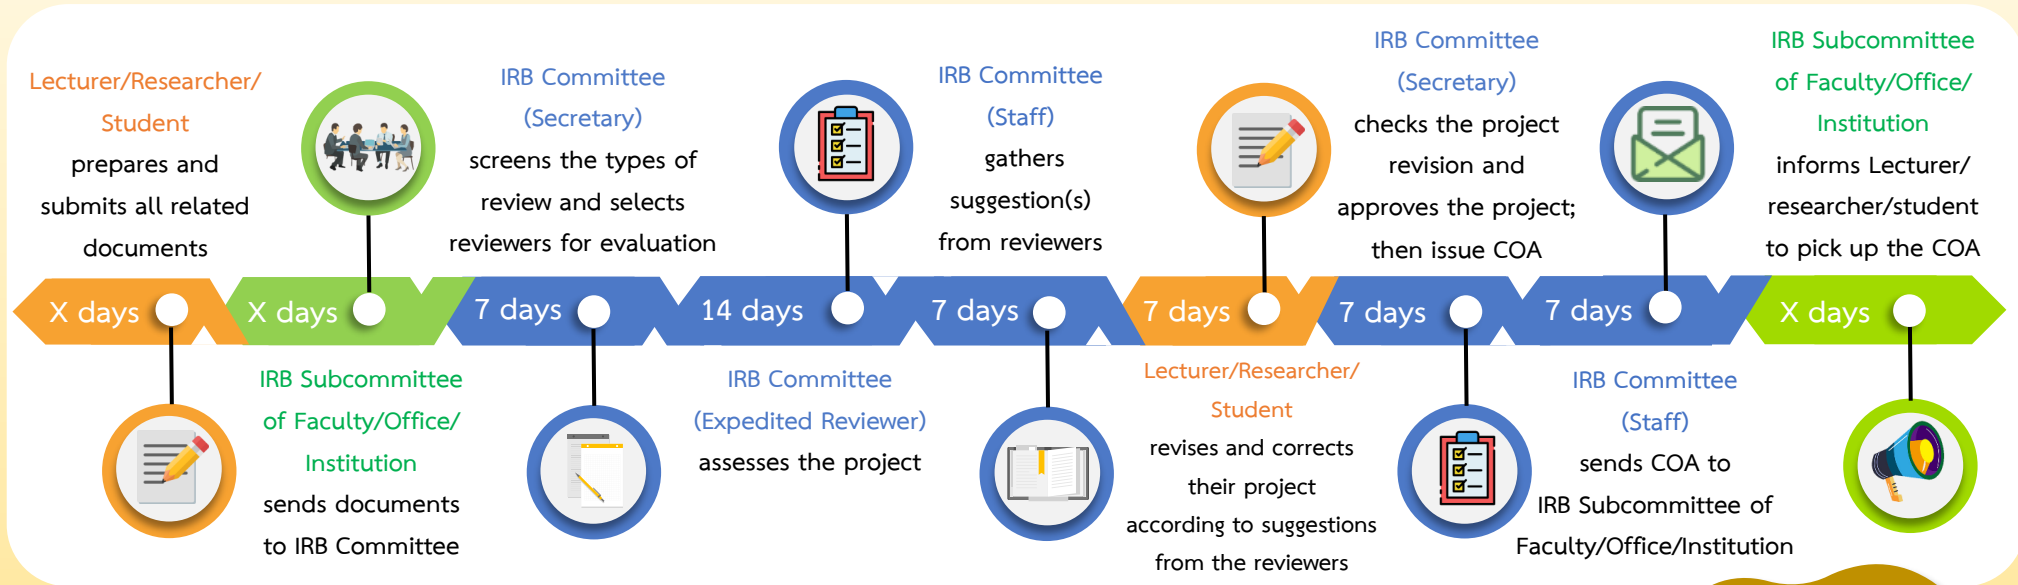 Lecturer/Researcher/
Student
prepares and
submits all related
documents
X days
X days
IRB Subcommittee
of Faculty/Office/
Institution
sends documents
to IRB Committee
IRB Committee
(Secretary)
screens the types of
review and selects
reviewers for evaluation
7 days
14 days
IRB Committee
(Expedited Reviewer)
assesses the project
IRB Committee
(Staff)
gathers
suggestion(s)
from reviewers
7 days
7 days
Lecturer/Researcher/
Student
revises and corrects
their project
according to suggestions
from the reviewers
IRB Committee
(Secretary)
checks the project
revision and
approves the project;
then issue COA
7 days
7 days
IRB Committee
(Staff)
sends COA to
IRB Subcommittee of
Faculty/Office/Institution
IRB Subcommittee
of Faculty/Office/
Institution
informs Lecturer/
researcher/student
to pick up the COA
X days